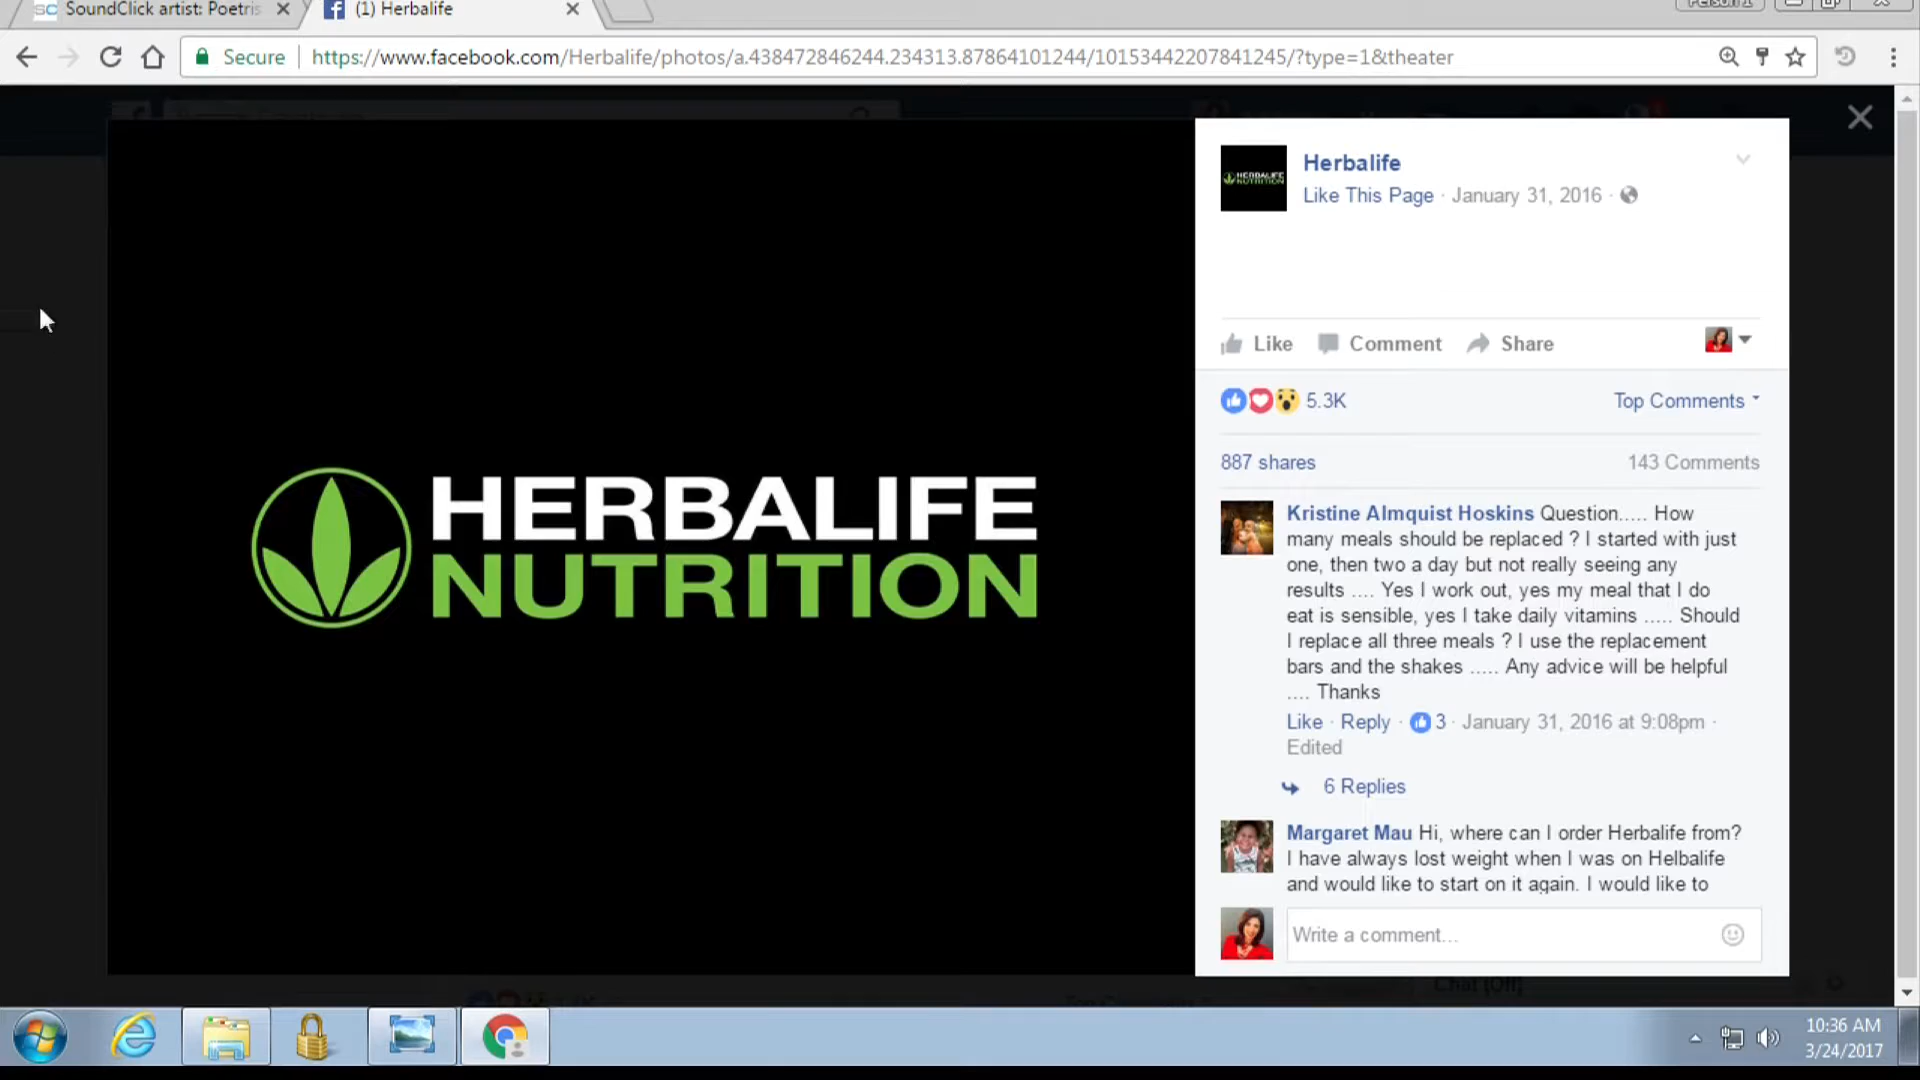 SoundClick artist: Poetris
(1) Herbalife
Person 1
Secure
https://www.facebook.com/Herbalife/photos/a.438472846244.234313.87864101244/10153442207841245/?type=1&theater
HERBALIFE
NUTRITION
HERBALIFE
NUTRITION
Herbalife
Like This Page · January 31, 2016 ·
Like Comment Share
5.3K Top Comments
887 shares 143 Comments
Kristine Almquist Hoskins Question..... How
many meals should be replaced ? I started with just
one, then two a day but not really seeing any
results .... Yes I work out, yes my meal that I do
eat is sensible, yes I take daily vitamins ..... Should
I replace all three meals ? I use the replacement
bars and the shakes ..... Any advice will be helpful
.... Thanks
Like · Reply · 3 · January 31, 2016 at 9:08pm ·
Edited
6 Replies
Margaret Mau Hi, where can I order Herbalife from?
I have always lost weight when I was on Helbalife
and would like to start on it again. I would like to
Write a comment...
Chat (Off)
10:36 AM
3/24/2017